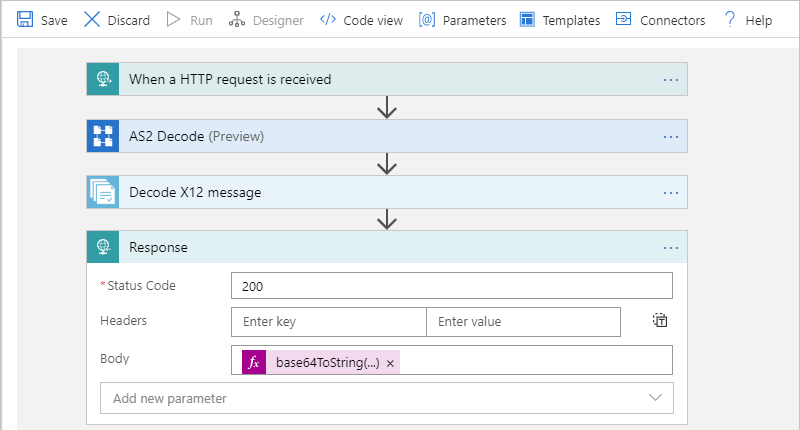 Save Discard Run Designer </> Code view [@] Parameters Templates Connectors ? Help
When a HTTP request is received ...
AS2 Decode (Preview) ...
Decode X12 message ...
Response ...
* Status Code 200
Headers Enter key Enter value T
Body fx base64ToString(...) ×
Add new parameter